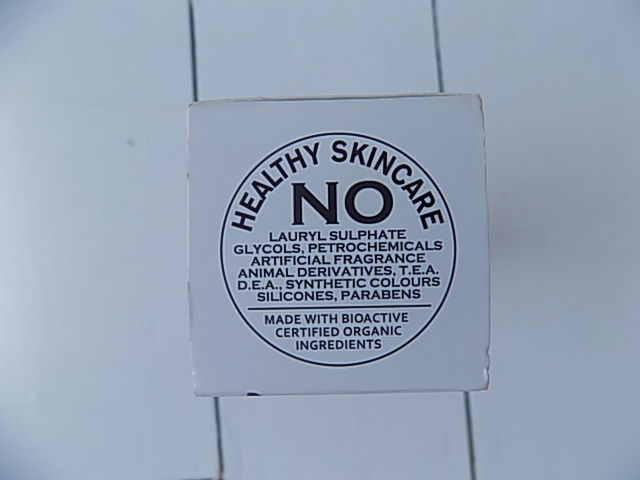 HEALTHY SKINCARE
NO
LAURYL SULPHATE
GLYCOLS, PETROCHEMICALS
ARTIFICIAL FRAGRANCE
ANIMAL DERIVATIVES, T.E.A.
D.E.A., SYNTHETIC COLOURS
SILICONES, PARABENS
MADE WITH BIOACTIVE
CERTIFIED ORGANIC
INGREDIENTS